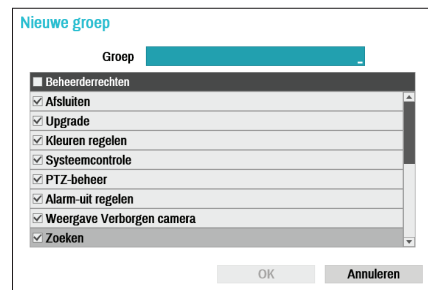 Nieuwe groep
Groep
Beheerderrechten
Afsluiten
Upgrade
Kleuren regelen
Systeemcontrole
PTZ-beheer
Alarm-uit regelen
Weergave Verborgen camera
Zoeken
OK Annuleren